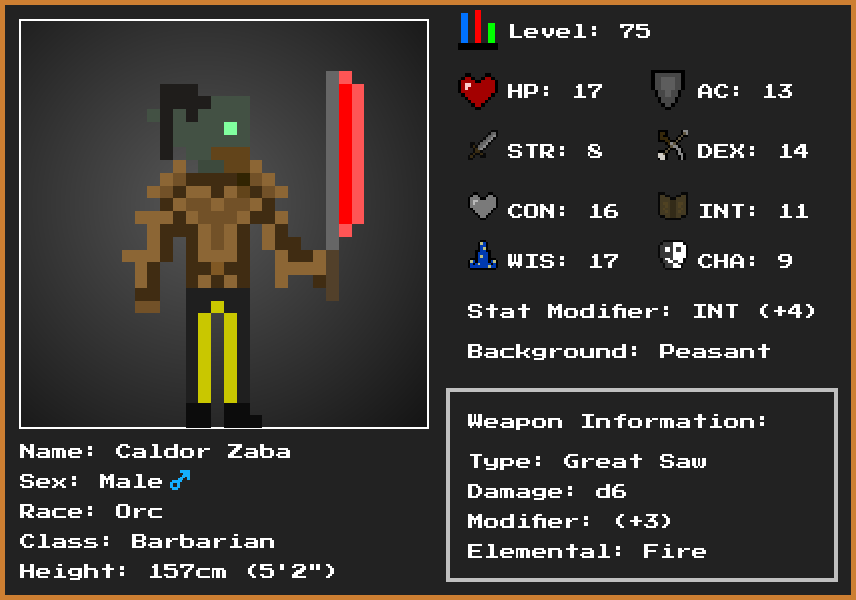 Level: 75
HP: 17
AC: 13
STR: 8
DEX: 14
CON: 16
INT: 11
WIS: 17
CHA: 9
Stat Modifier: INT (+4)
Background: Peasant
Weapon Information:
Type: Great Saw
Damage: d6
Modifier: (+3)
Elemental: Fire
Name: Caldor Zaba
Sex: Male♂
Race: Orc
Class: Barbarian
Height: 157cm (5'2")